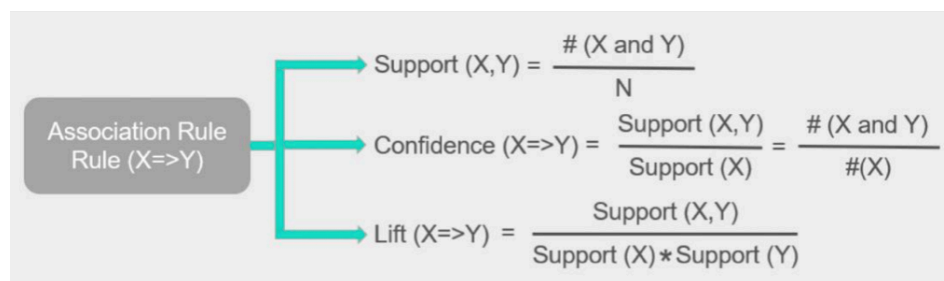 Association Rule
Rule (X=>Y)
Support (X,Y) = # (X and Y) / N
Confidence (X=>Y) = Support (X,Y) / Support (X) = # (X and Y) / #(X)
Lift (X=>Y) = Support (X,Y) / Support (X)*Support (Y)